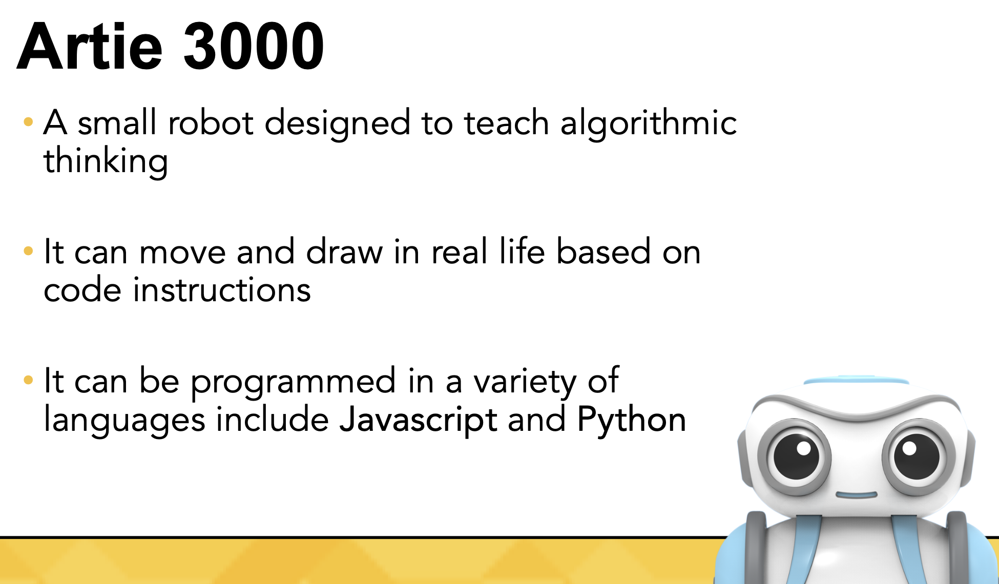 Artie 3000
• A small robot designed to teach algorithmic
thinking
• It can move and draw in real life based on
code instructions
• It can be programmed in a variety of
languages include Javascript and Python